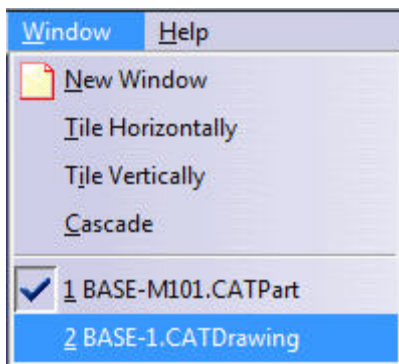 Window Help
New Window
Tile Horizontally
Tile Vertically
Cascade
1 BASE-M101.CATPart
2 BASE-1.CATDrawing